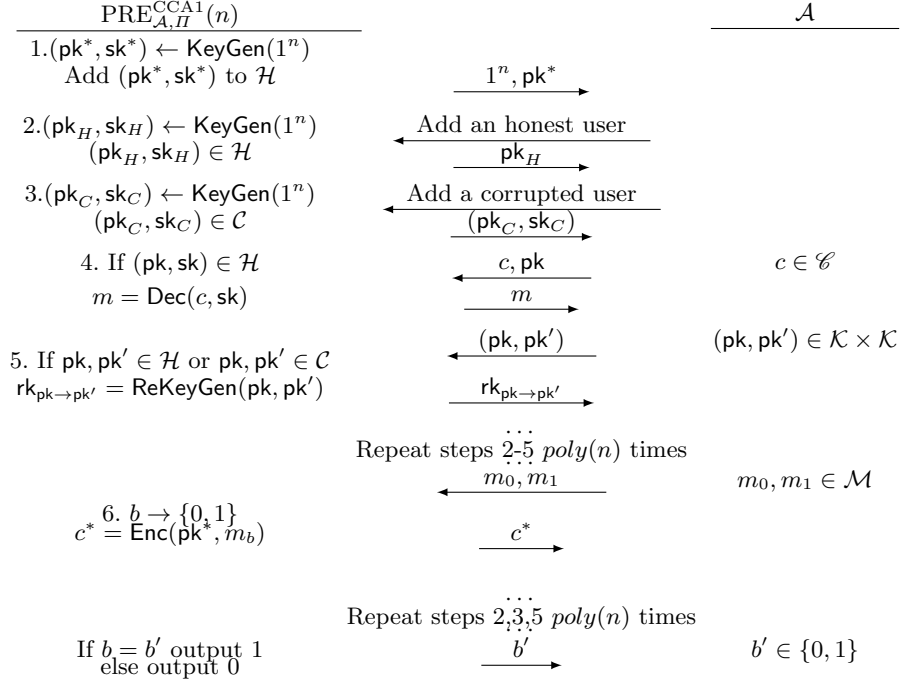 PRE^{CCA1}_{𝒜,Π}(n) 𝒜
1.(pk*, sk*) ← KeyGen(1^n)
Add (pk*, sk*) to ℋ
1^n, pk*
2.(pk_H, sk_H) ← KeyGen(1^n)
Add an honest user
(pk_H, sk_H) ∈ ℋ
pk_H
3.(pk_C, sk_C) ← KeyGen(1^n)
Add a corrupted user
(pk_C, sk_C) ∈ 𝒞
(pk_C, sk_C)
4. If (pk, sk) ∈ ℋ
c, pk
c ∈ 𝒞
m = Dec(c, sk)
m
(pk, pk′)
(pk, pk′) ∈ 𝒦 × 𝒦
5. If pk, pk′ ∈ ℋ or pk, pk′ ∈ 𝒞
rk_{pk→pk′} = ReKeyGen(pk, pk′)
rk_{pk→pk′}
...
Repeat steps 2-5 poly(n) times
...
m_0, m_1
m_0, m_1 ∈ ℳ
6. b → {0, 1}
c* = Enc(pk*, m_b)
c*
...
Repeat steps 2,3,5 poly(n) times
...
If b = b′ output 1
b′
b′ ∈ {0, 1}
else output 0